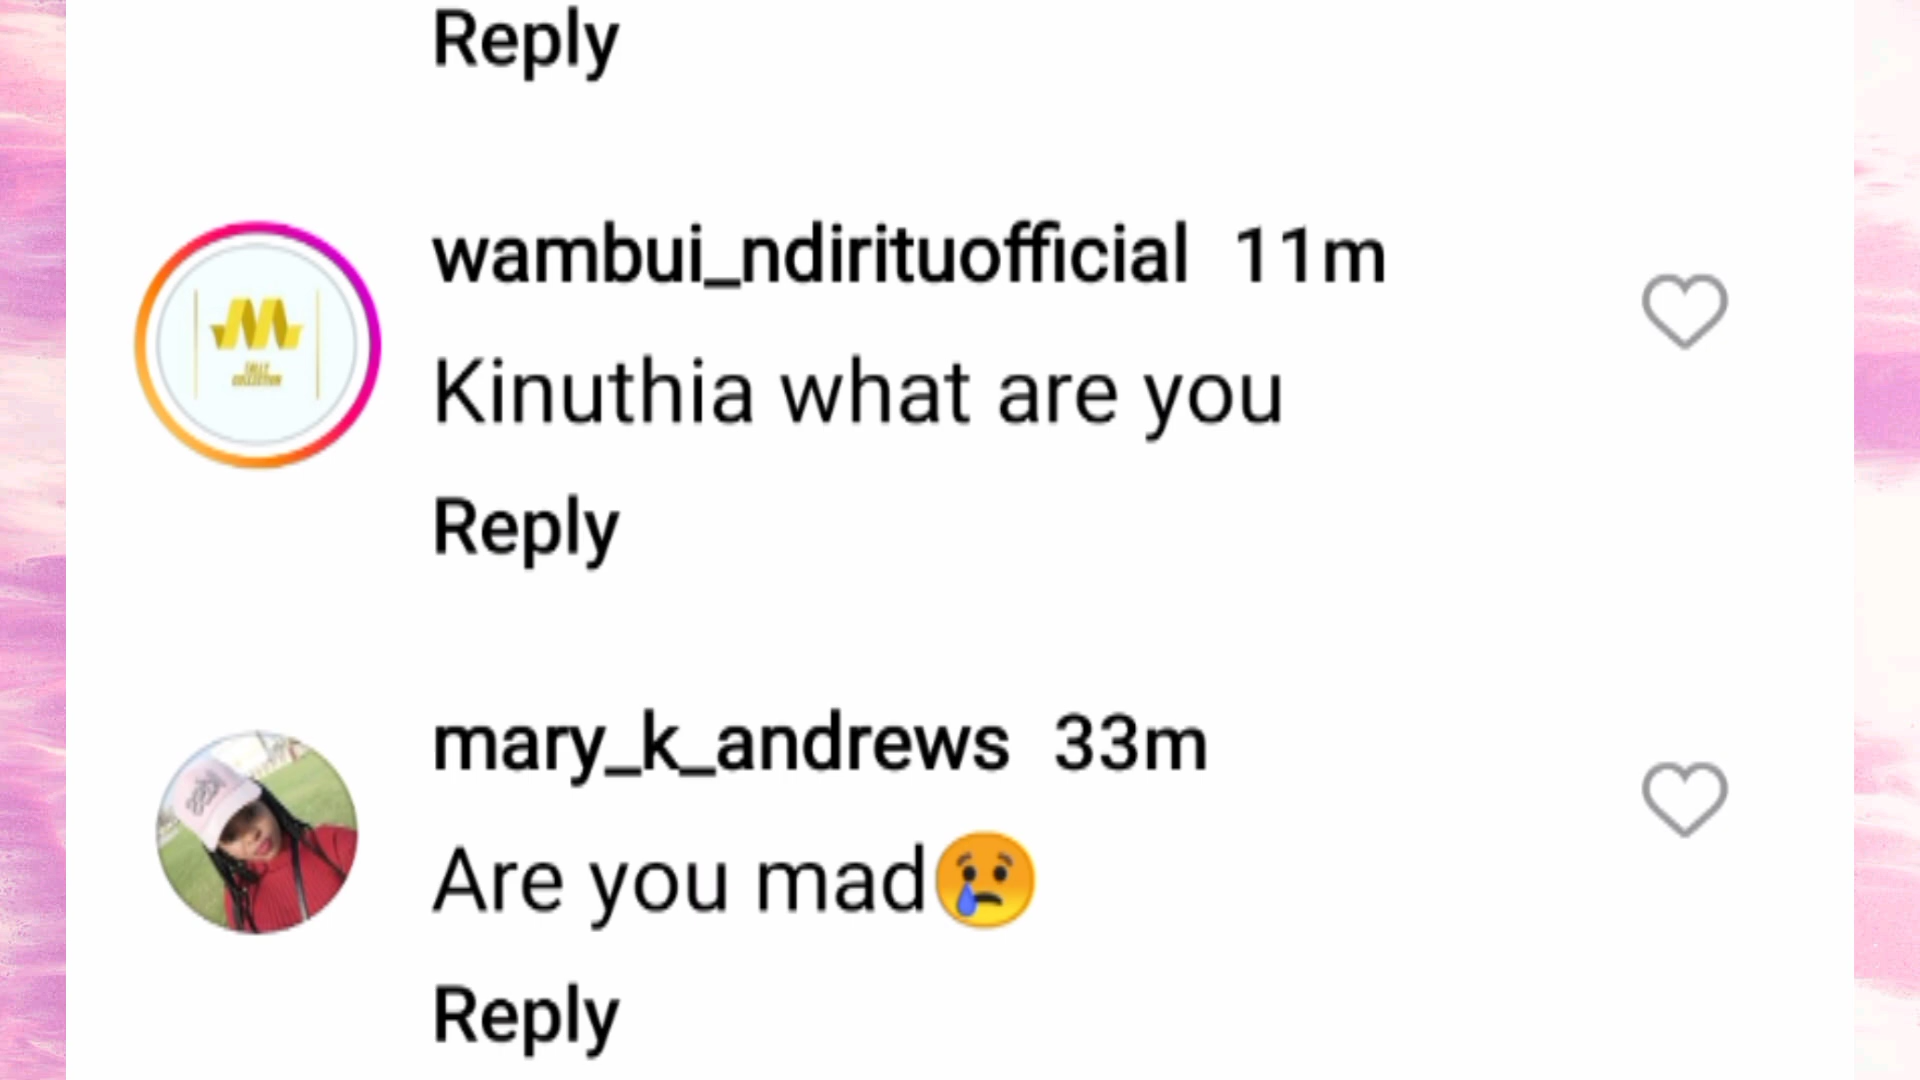 Reply
wambui_ndirituofficial 11m
Kinuthia what are you
Reply
mary_k_andrews 33m
Are you mad😢
Reply